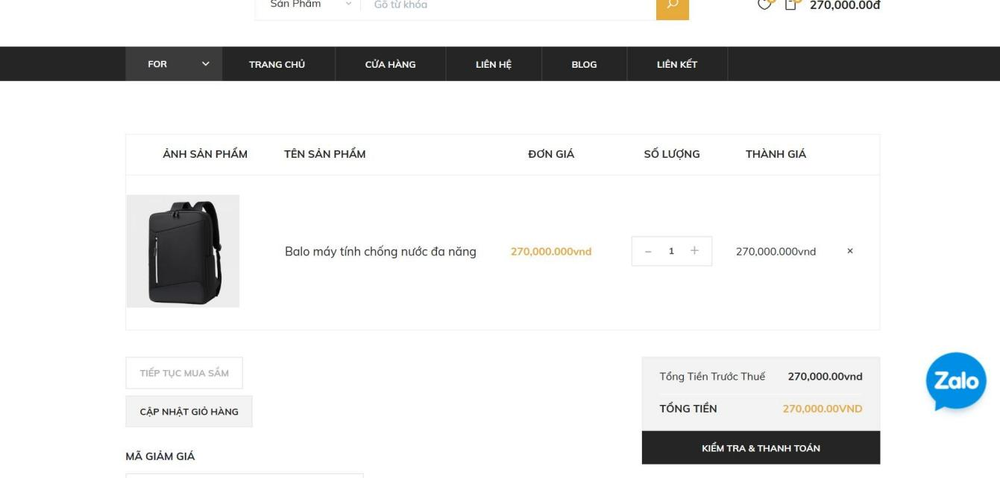 Sản Phẩm Gõ từ khóa 270,000.00đ
FOR TRANG CHỦ CỬA HÀNG LIÊN HỆ BLOG LIÊN KẾT
ẢNH SẢN PHẨM TÊN SẢN PHẨM ĐƠN GIÁ SỐ LƯỢNG THÀNH GIÁ
Balo máy tính chống nước đa năng 270,000.000vnd – 1 + 270,000.000vnd ×
TIẾP TỤC MUA SẮM
CẬP NHẬT GIỎ HÀNG
MÃ GIẢM GIÁ
Tổng Tiền Trước Thuế 270,000.00vnd
TỔNG TIỀN 270,000.00VND
KIỂM TRA & THANH TOÁN
Zalo